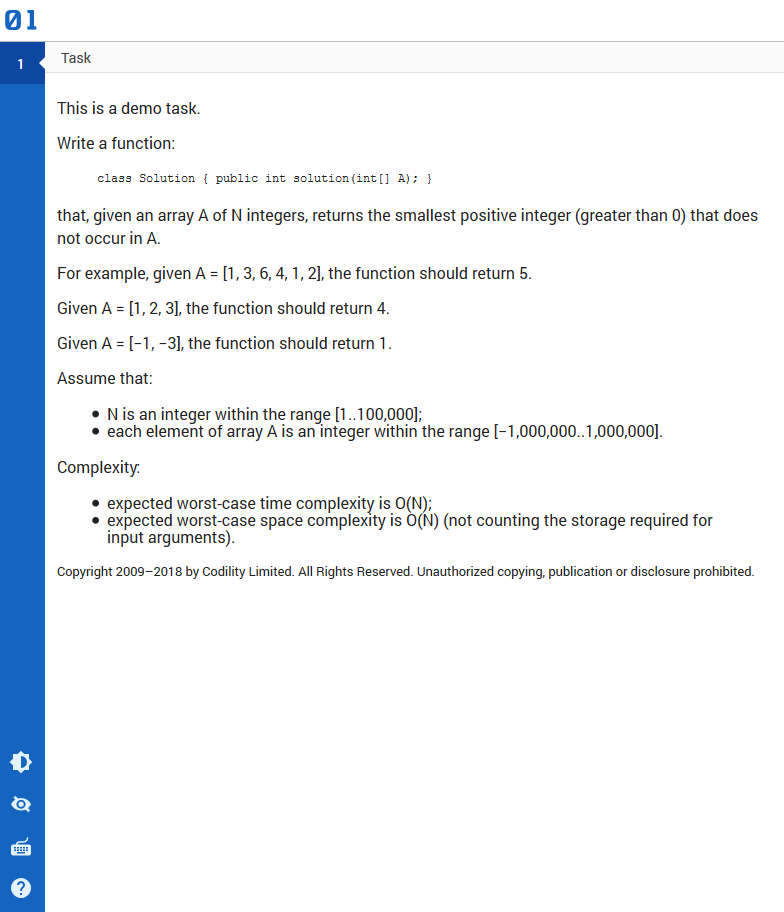 01
1
Task
This is a demo task.
Write a function:
class Solution { public int solution(int[] A); }
that, given an array A of N integers, returns the smallest positive integer (greater than 0) that does
not occur in A.
For example, given A = [1, 3, 6, 4, 1, 2], the function should return 5.
Given A = [1, 2, 3], the function should return 4.
Given A = [−1, −3], the function should return 1.
Assume that:
• N is an integer within the range [1..100,000];
• each element of array A is an integer within the range [−1,000,000..1,000,000].
Complexity:
• expected worst-case time complexity is O(N);
• expected worst-case space complexity is O(N) (not counting the storage required for
input arguments).
Copyright 2009–2018 by Codility Limited. All Rights Reserved. Unauthorized copying, publication or disclosure prohibited.
?